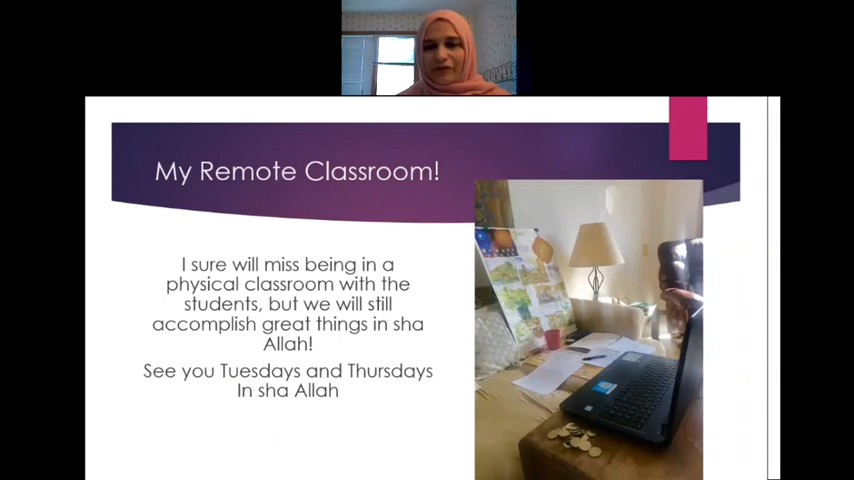 My Remote Classroom!
I sure will miss being in a
physical classroom with the
students, but we will still
accomplish great things in sha
Allah!
See you Tuesdays and Thursdays
In sha Allah